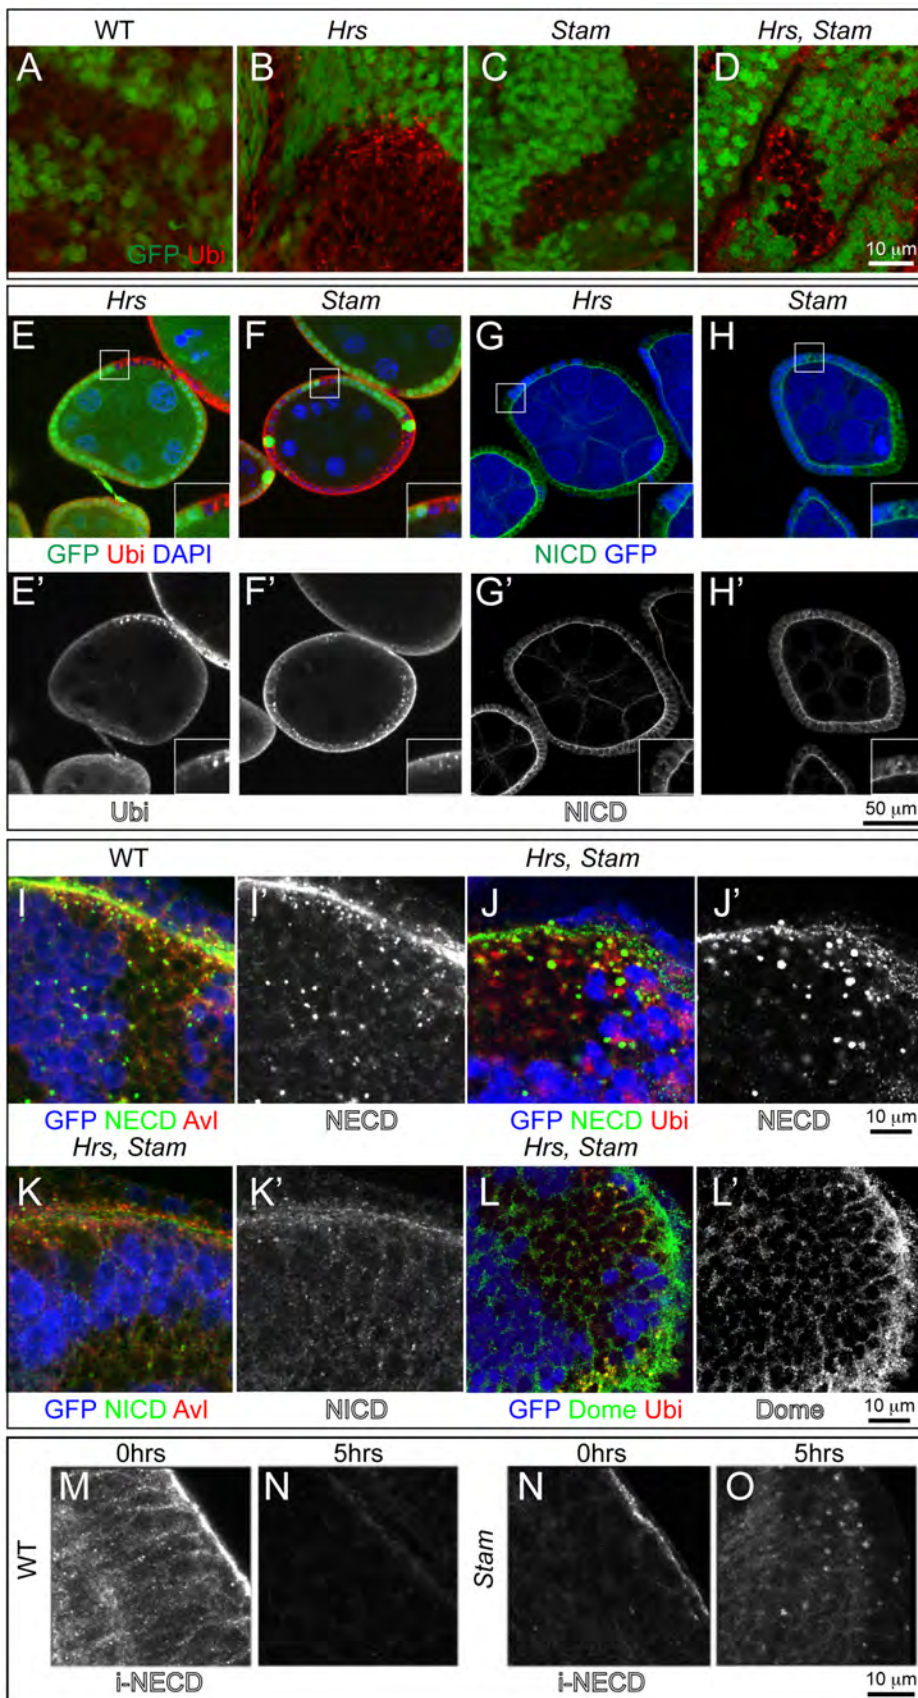 WT Hrs Stam Hrs, Stam
A B C D
GFP Ubi
10 µm
Hrs Stam Hrs Stam
E F G H
GFP Ubi DAPI NICD GFP
E’ F’ G’ H’
Ubi NICD 50 µm
WT Hrs, Stam
I I’ J J’
GFP NECD Avl NECD GFP NECD Ubi NECD 10 µm
Hrs, Stam Hrs, Stam
K K’ L L’
GFP NICD Avl NICD GFP Dome Ubi Dome 10 µm
0hrs 5hrs 0hrs 5hrs
M N N O
WT Stam
i-NECD i-NECD 10 µm